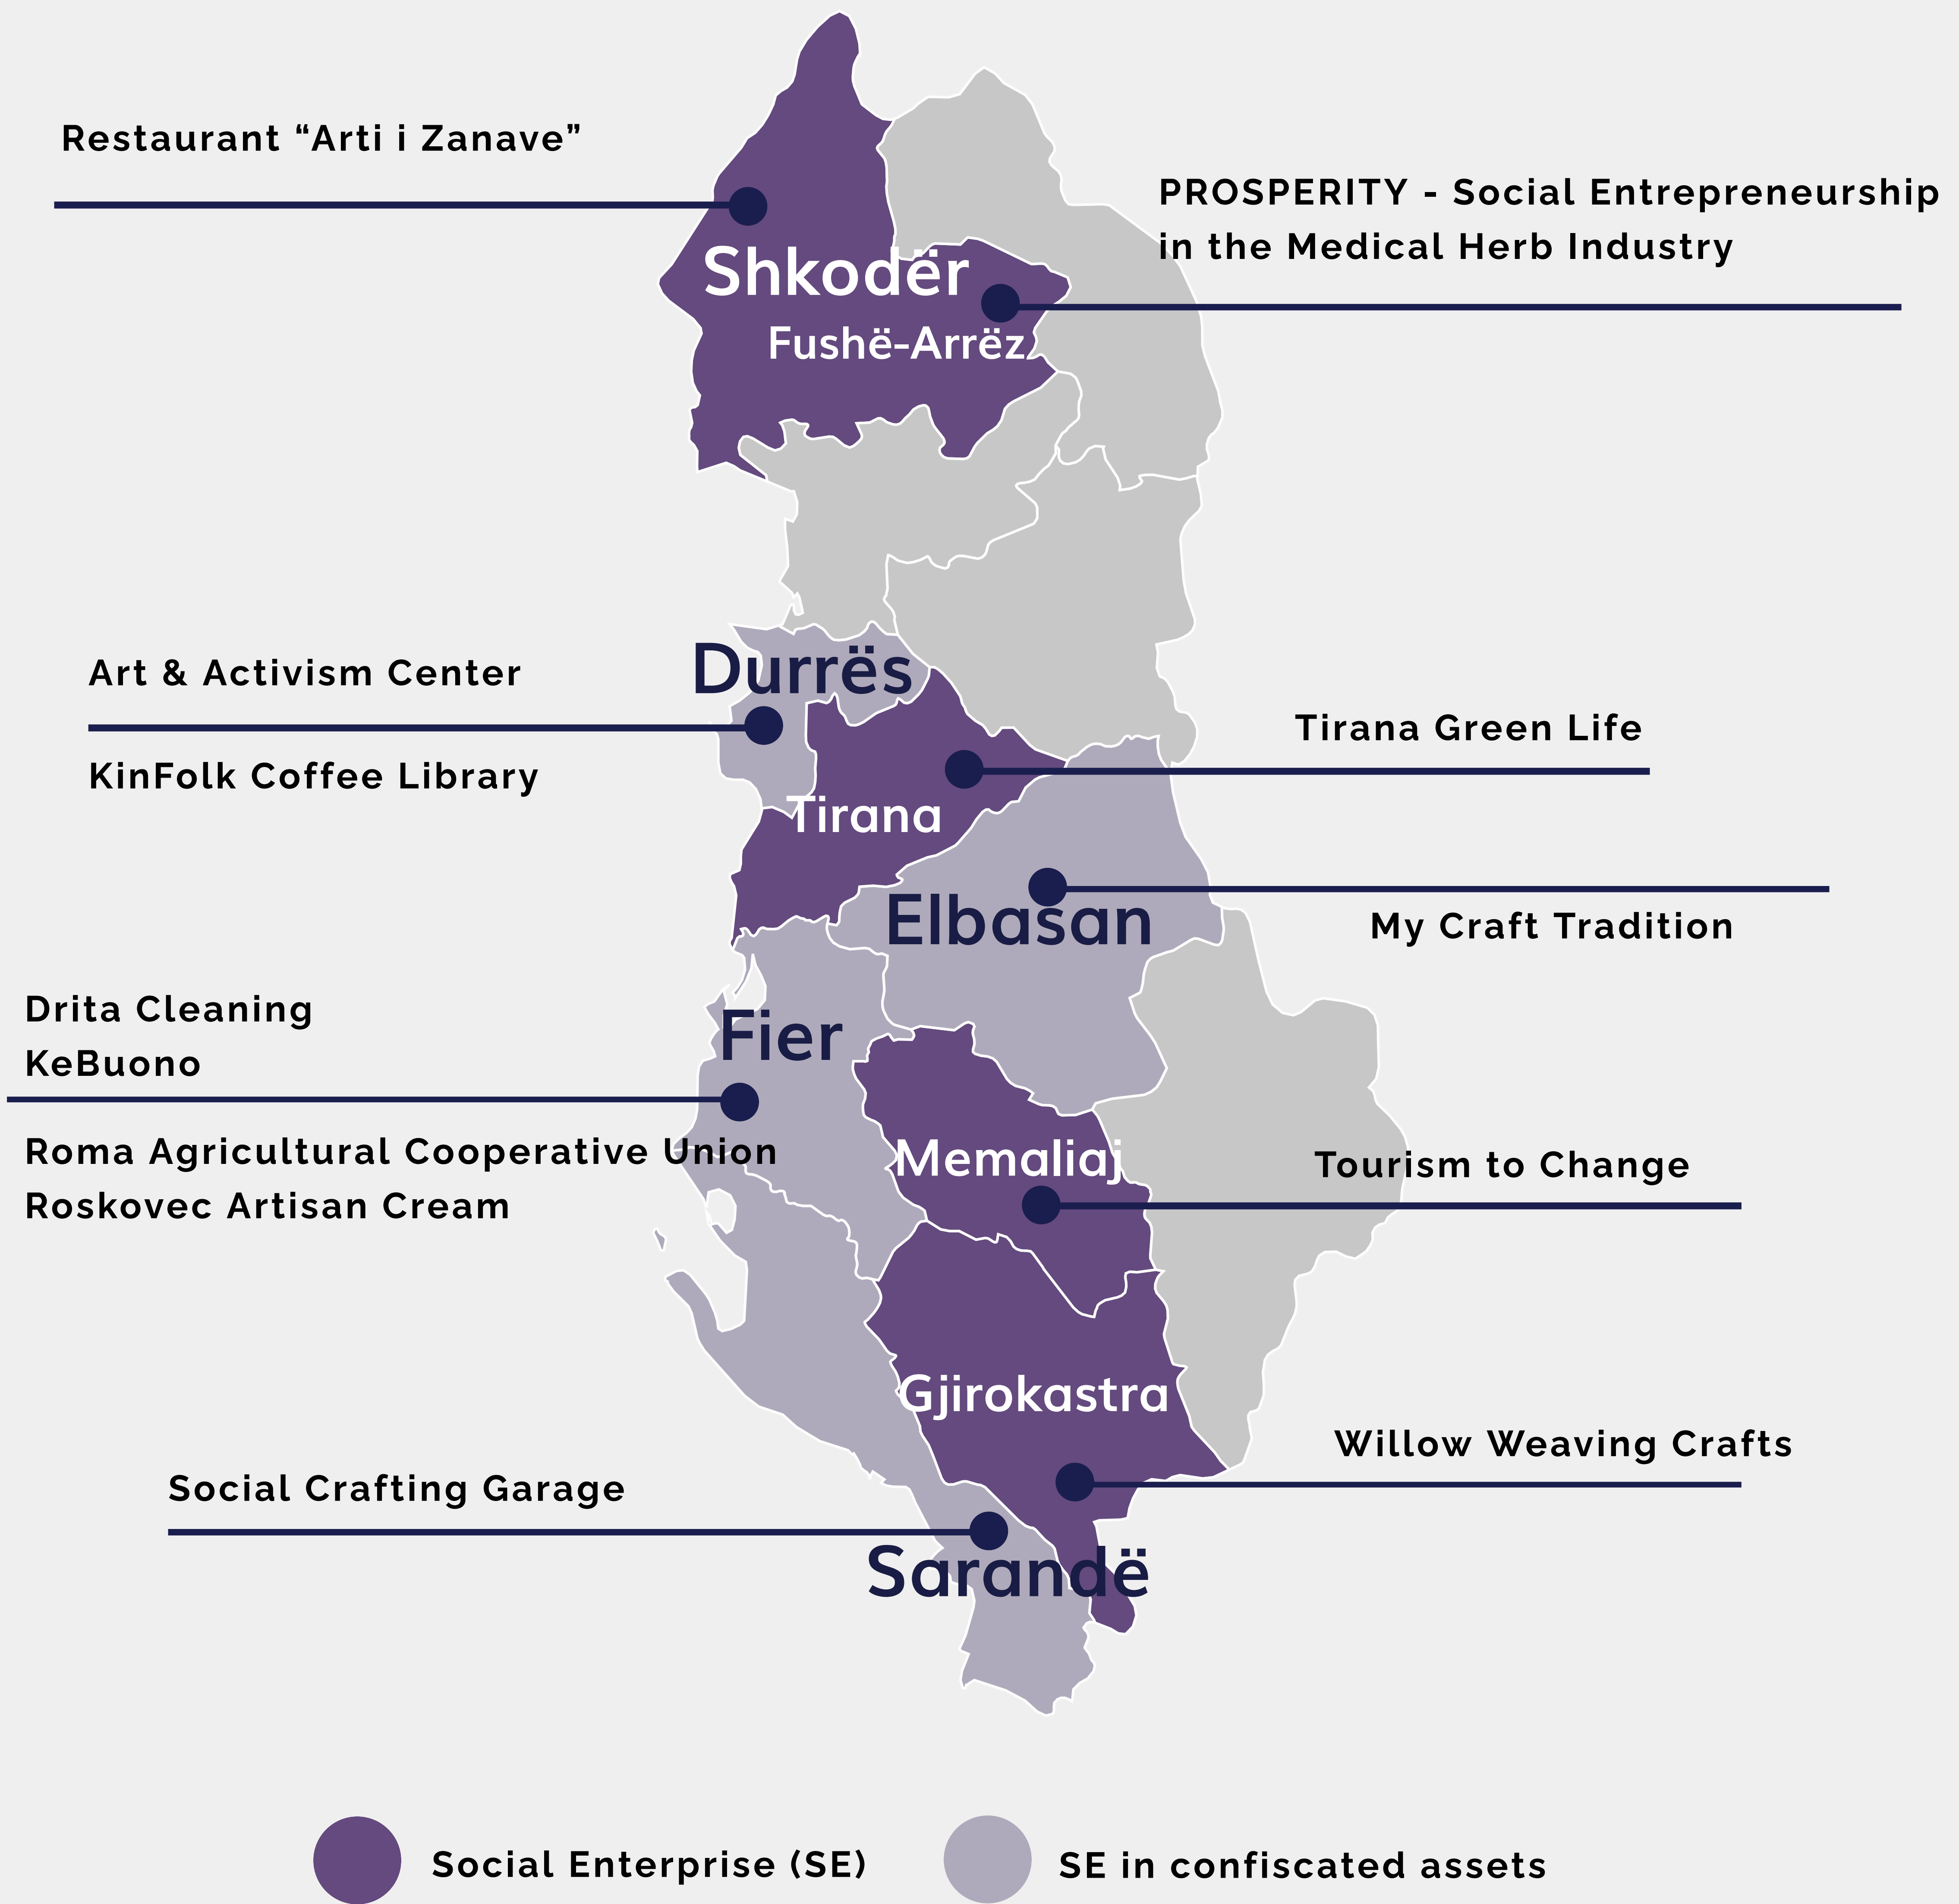 Restaurant “Arti i Zanave”
PROSPERITY - Social Entrepreneurship
in the Medical Herb Industry
Shkodër
Fushë-Arrëz
Durrës
Art & Activism Center
KinFolk Coffee Library
Tirana Green Life
Tirana
Elbasan
My Craft Tradition
Drita Cleaning
KeBuono
Fier
Roma Agricultural Cooperative Union
Roskovec Artisan Cream
Memaliaj
Tourism to Change
Gjirokastra
Willow Weaving Crafts
Social Crafting Garage
Sarandë
Social Enterprise (SE)
SE in confiscated assets